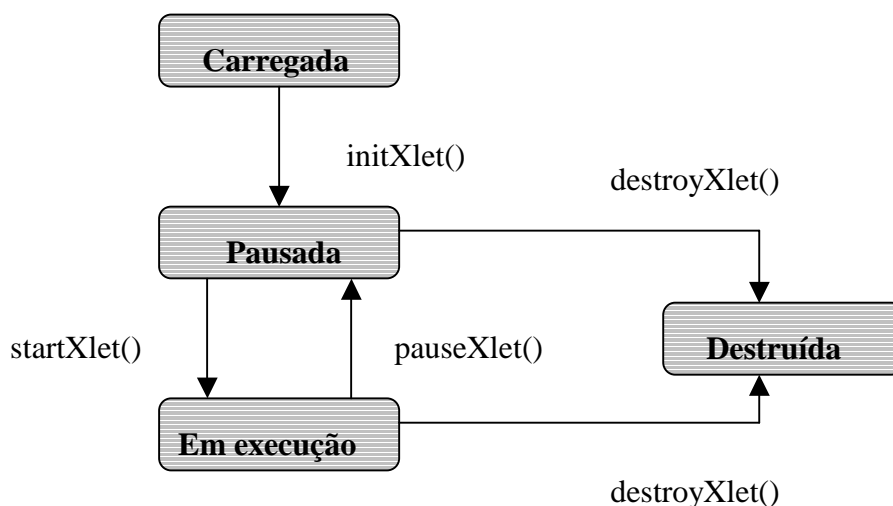 Carregada
initXlet()
destroyXlet()
Pausada
startXlet()
pauseXlet()
Destruída
Em execução
destroyXlet()